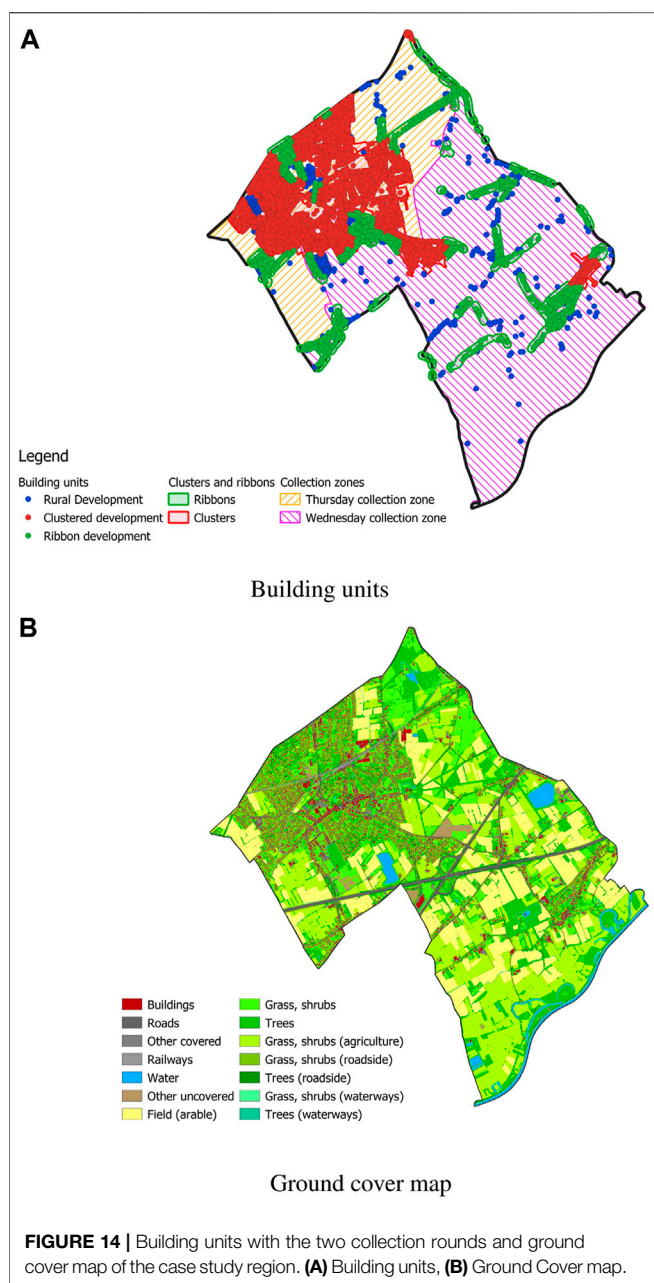 A
Legend
Building units Clusters and ribbons Collection zones
Rural Development Ribbons Thursday collection zone
Clustered development Clusters Wednesday collection zone
Ribbon development
Building units
B
Buildings Grass, shrubs
Roads Trees
Other covered Grass, shrubs (agriculture)
Railways Grass, shrubs (roadside)
Water Trees (roadside)
Other uncovered Grass, shrubs (waterways)
Field (arable) Trees (waterways)
Ground cover map
FIGURE 14 | Building units with the two collection rounds and ground
cover map of the case study region. (A) Building units, (B) Ground Cover map.